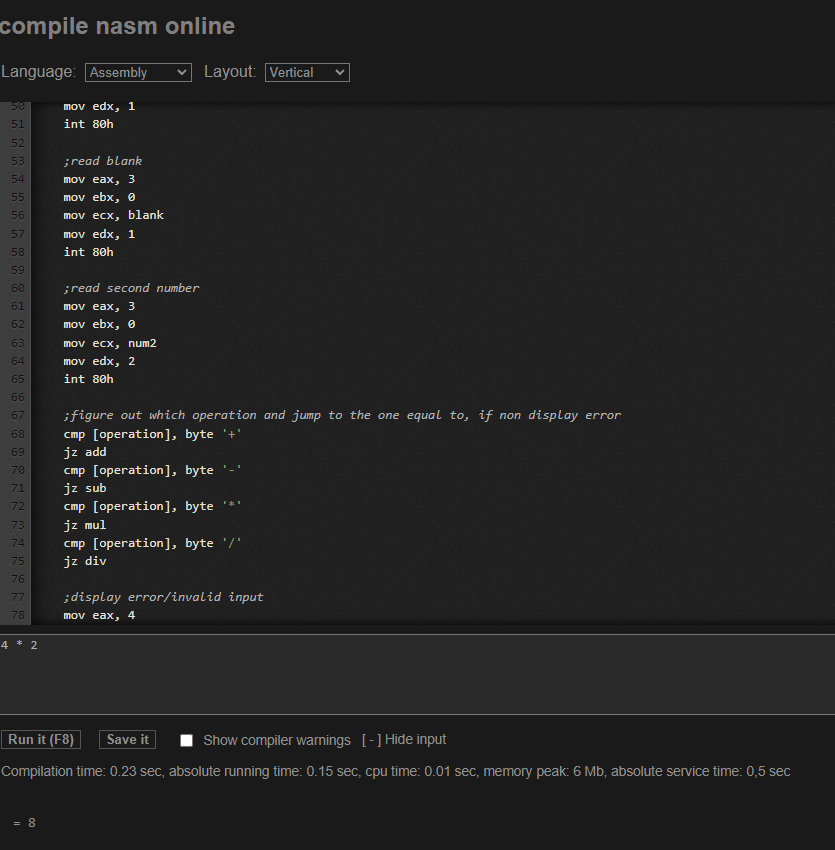 compile nasm online
Language: Assembly Layout: Vertical
50 mov edx, 1
51 int 80h
52
53 ;read blank
54 mov eax, 3
55 mov ebx, 0
56 mov ecx, blank
57 mov edx, 1
58 int 80h
59
60 ;read second number
61 mov eax, 3
62 mov ebx, 0
63 mov ecx, num2
64 mov edx, 2
65 int 80h
66
67 ;figure out which operation and jump to the one equal to, if non display error
68 cmp [operation], byte '+'
69 jz add
70 cmp [operation], byte '-'
71 jz sub
72 cmp [operation], byte '*'
73 jz mul
74 cmp [operation], byte '/'
75 jz div
76
77 ;display error/invalid input
78 mov eax, 4
4 * 2
Run it (F8) Save it Show compiler warnings [ - ] Hide input
Compilation time: 0.23 sec, absolute running time: 0.15 sec, cpu time: 0.01 sec, memory peak: 6 Mb, absolute service time: 0,5 sec
= 8